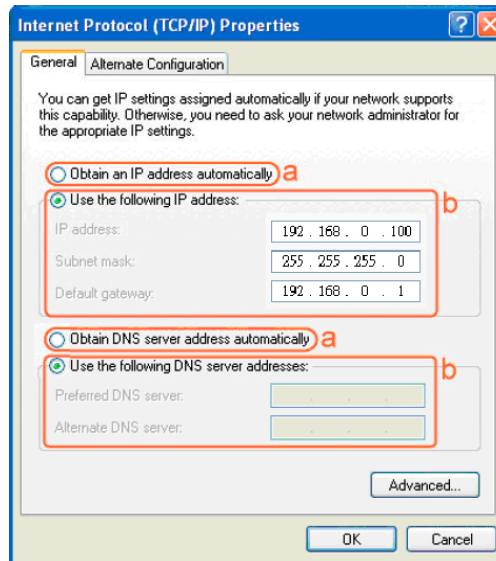 Internet Protocol (TCP/IP) Properties
General
Alternate Configuration
You can get IP settings assigned automatically if your network supports
this capability. Otherwise, you need to ask your network administrator for
the appropriate IP settings.
Obtain an IP address automatically a
Use the following IP address: b
IP address: 192 . 168 . 0 . 100
Subnet mask: 255 . 255 . 255 . 0
Default gateway: 192 . 168 . 0 . 1
Obtain DNS server address automatically a
Use the following DNS server addresses: b
Preferred DNS server: . . .
Alternate DNS server: . . .
Advanced...
OK
Cancel